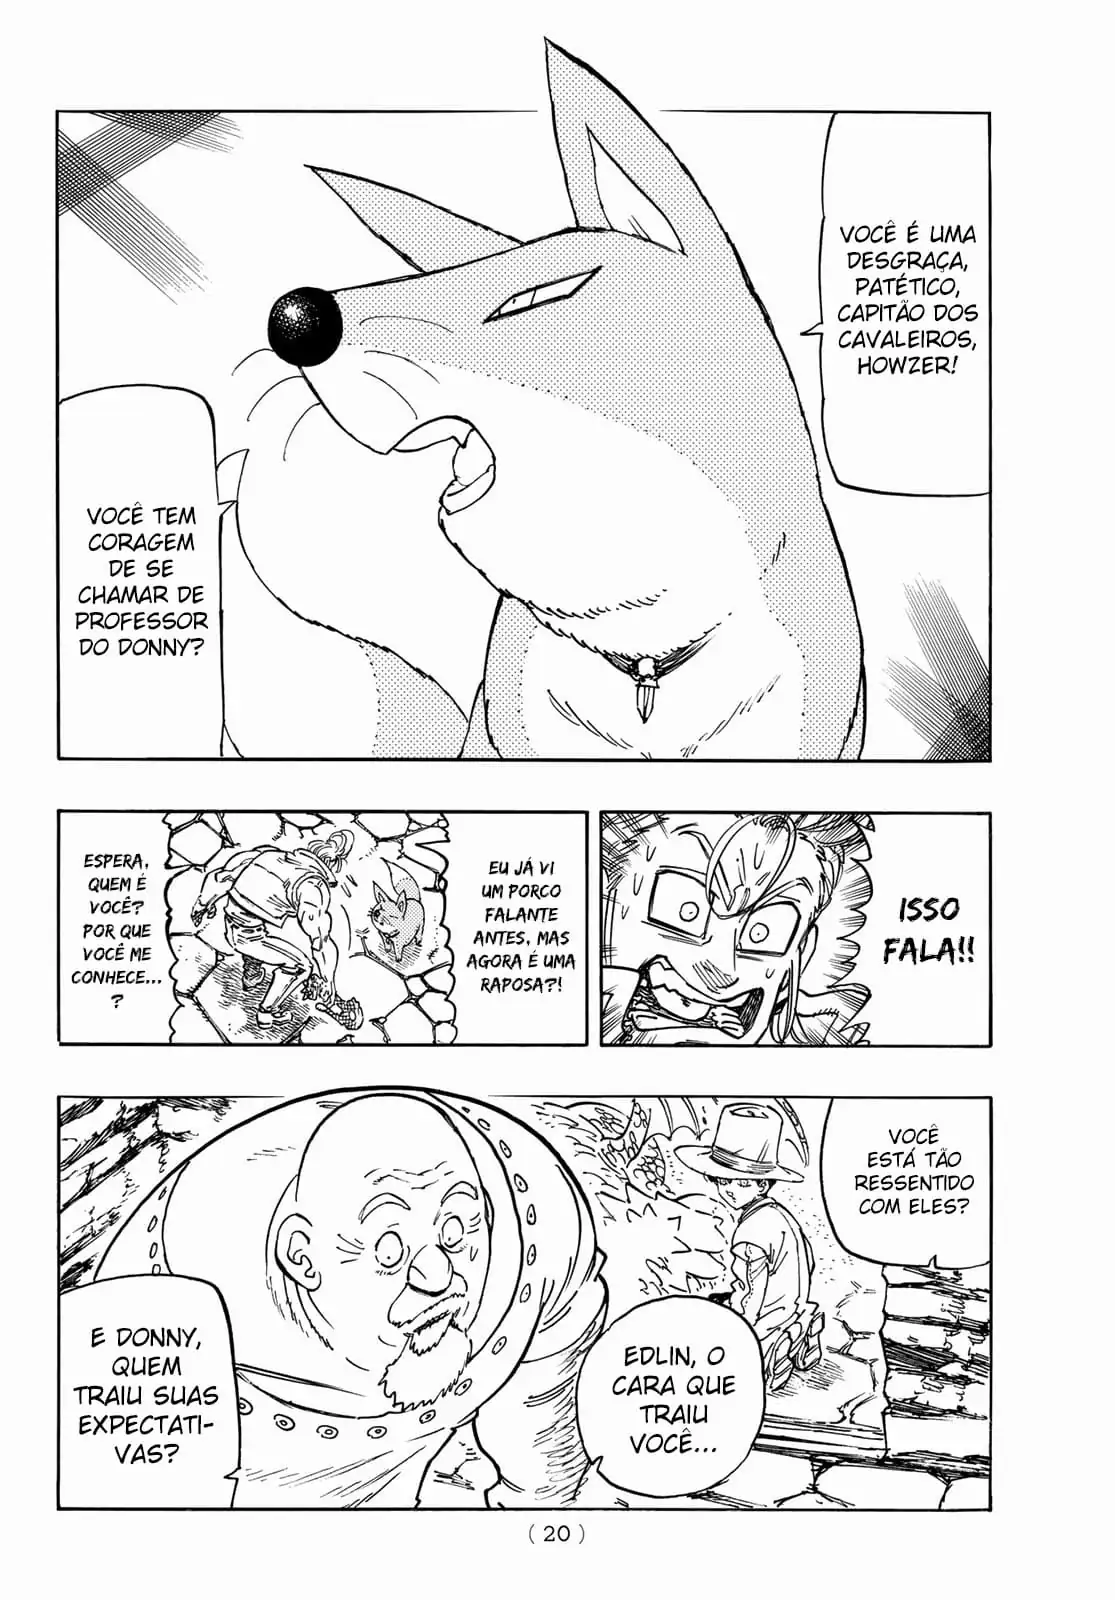 VOCÊ É UMA
DESGRAÇA,
PATÉTICO,
CAPITÃO DOS
CAVALEIROS,
HOWZER!
VOCÊ TEM
CORAGEM
DE SE
CHAMAR DE
PROFESSOR
DO DONNY?
ISSO
FALA!!
EU JÁ VI
UM PORCO
FALANTE
ANTES, MAS
AGORA É UMA
RAPOSA?!
ESPERA,
QUEM É
VOCÊ?
POR QUE
VOCÊ ME
CONHECE...
?
VOCÊ
ESTÁ TÃO
RESSENTIDO
COM ELES?
EDLIN, O
CARA QUE
TRAIU
VOCÊ...
E DONNY,
QUEM
TRAIU SUAS
EXPECTATI-
VAS?
( 20 )